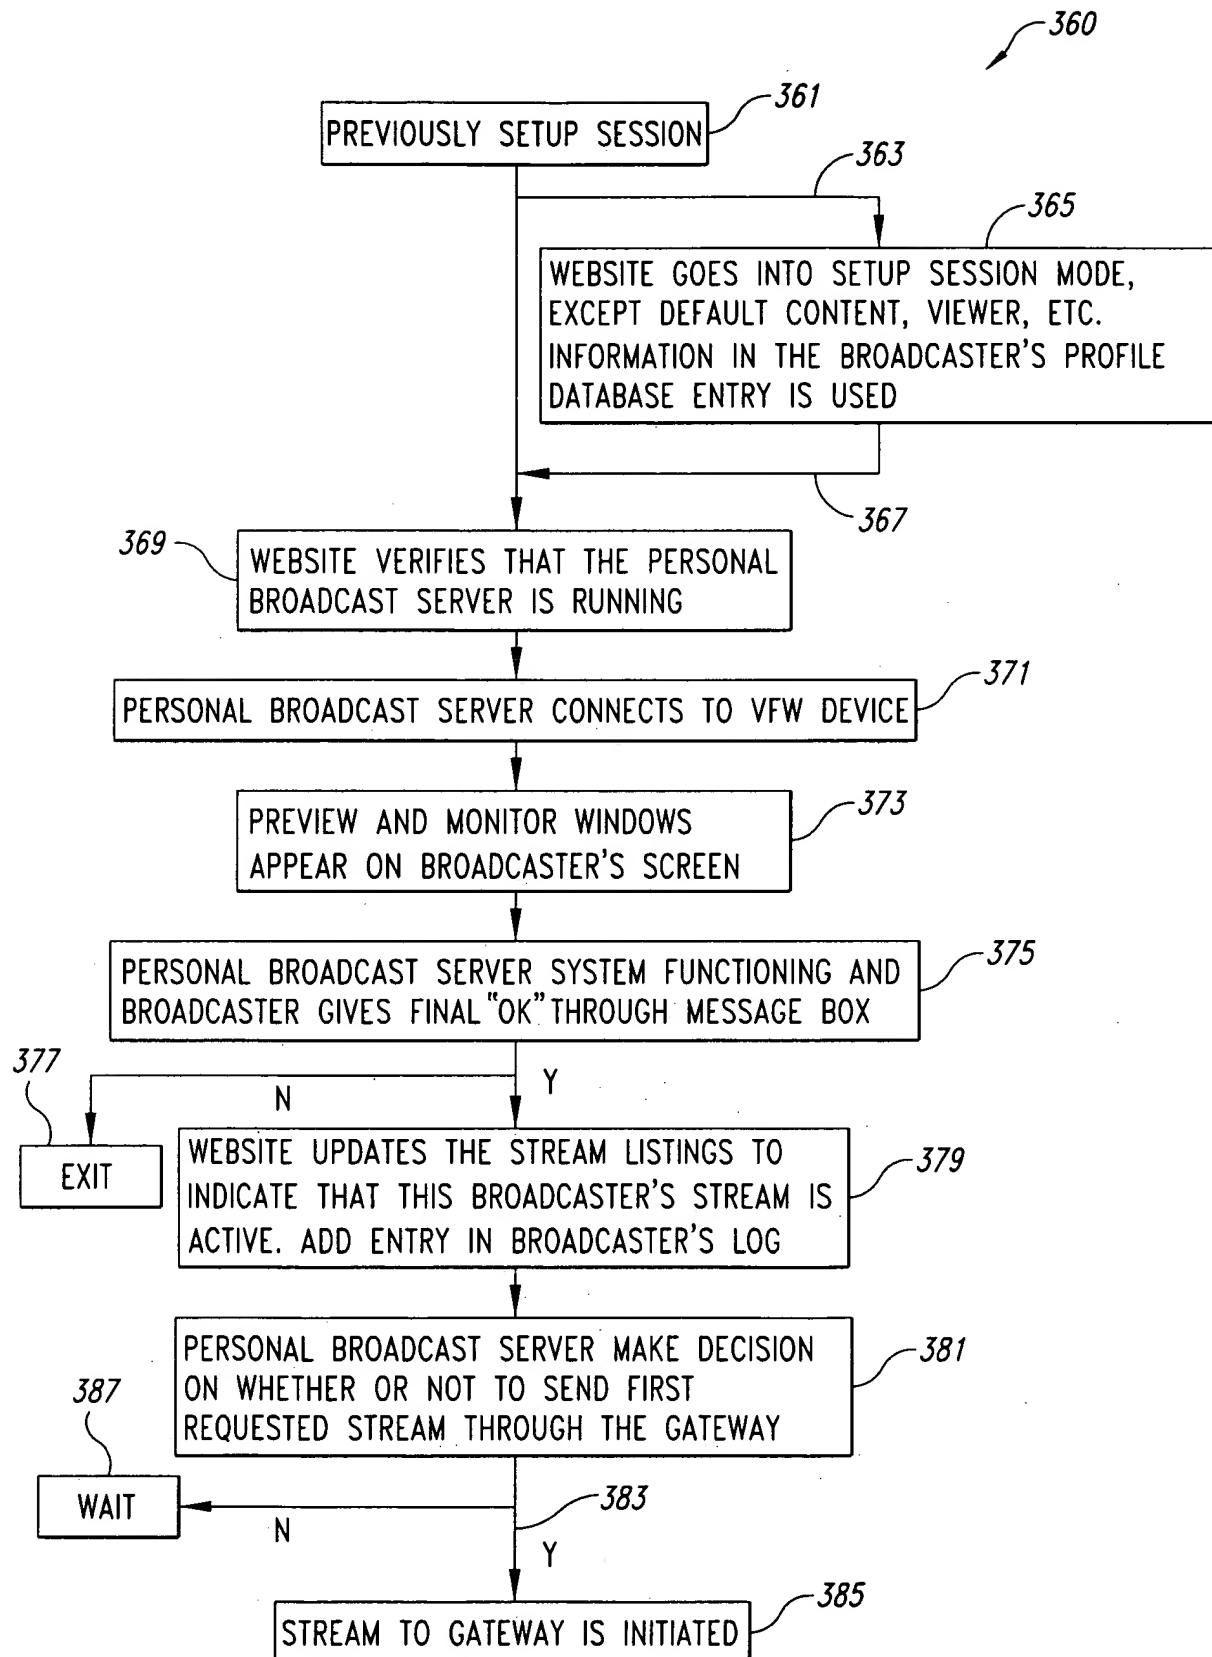 360
361
PREVIOUSLY SETUP SESSION
363
365
WEBSITE GOES INTO SETUP SESSION MODE,
EXCEPT DEFAULT CONTENT, VIEWER, ETC.
INFORMATION IN THE BROADCASTER'S PROFILE
DATABASE ENTRY IS USED
367
369
WEBSITE VERIFIES THAT THE PERSONAL
BROADCAST SERVER IS RUNNING
371
PERSONAL BROADCAST SERVER CONNECTS TO VFW DEVICE
373
PREVIEW AND MONITOR WINDOWS
APPEAR ON BROADCASTER'S SCREEN
375
PERSONAL BROADCAST SERVER SYSTEM FUNCTIONING AND
BROADCASTER GIVES FINAL "OK" THROUGH MESSAGE BOX
377
N
Y
EXIT
379
WEBSITE UPDATES THE STREAM LISTINGS TO
INDICATE THAT THIS BROADCASTER'S STREAM IS
ACTIVE. ADD ENTRY IN BROADCASTER'S LOG
381
PERSONAL BROADCAST SERVER MAKE DECISION
ON WHETHER OR NOT TO SEND FIRST
REQUESTED STREAM THROUGH THE GATEWAY
387
WAIT
383
N
Y
385
STREAM TO GATEWAY IS INITIATED